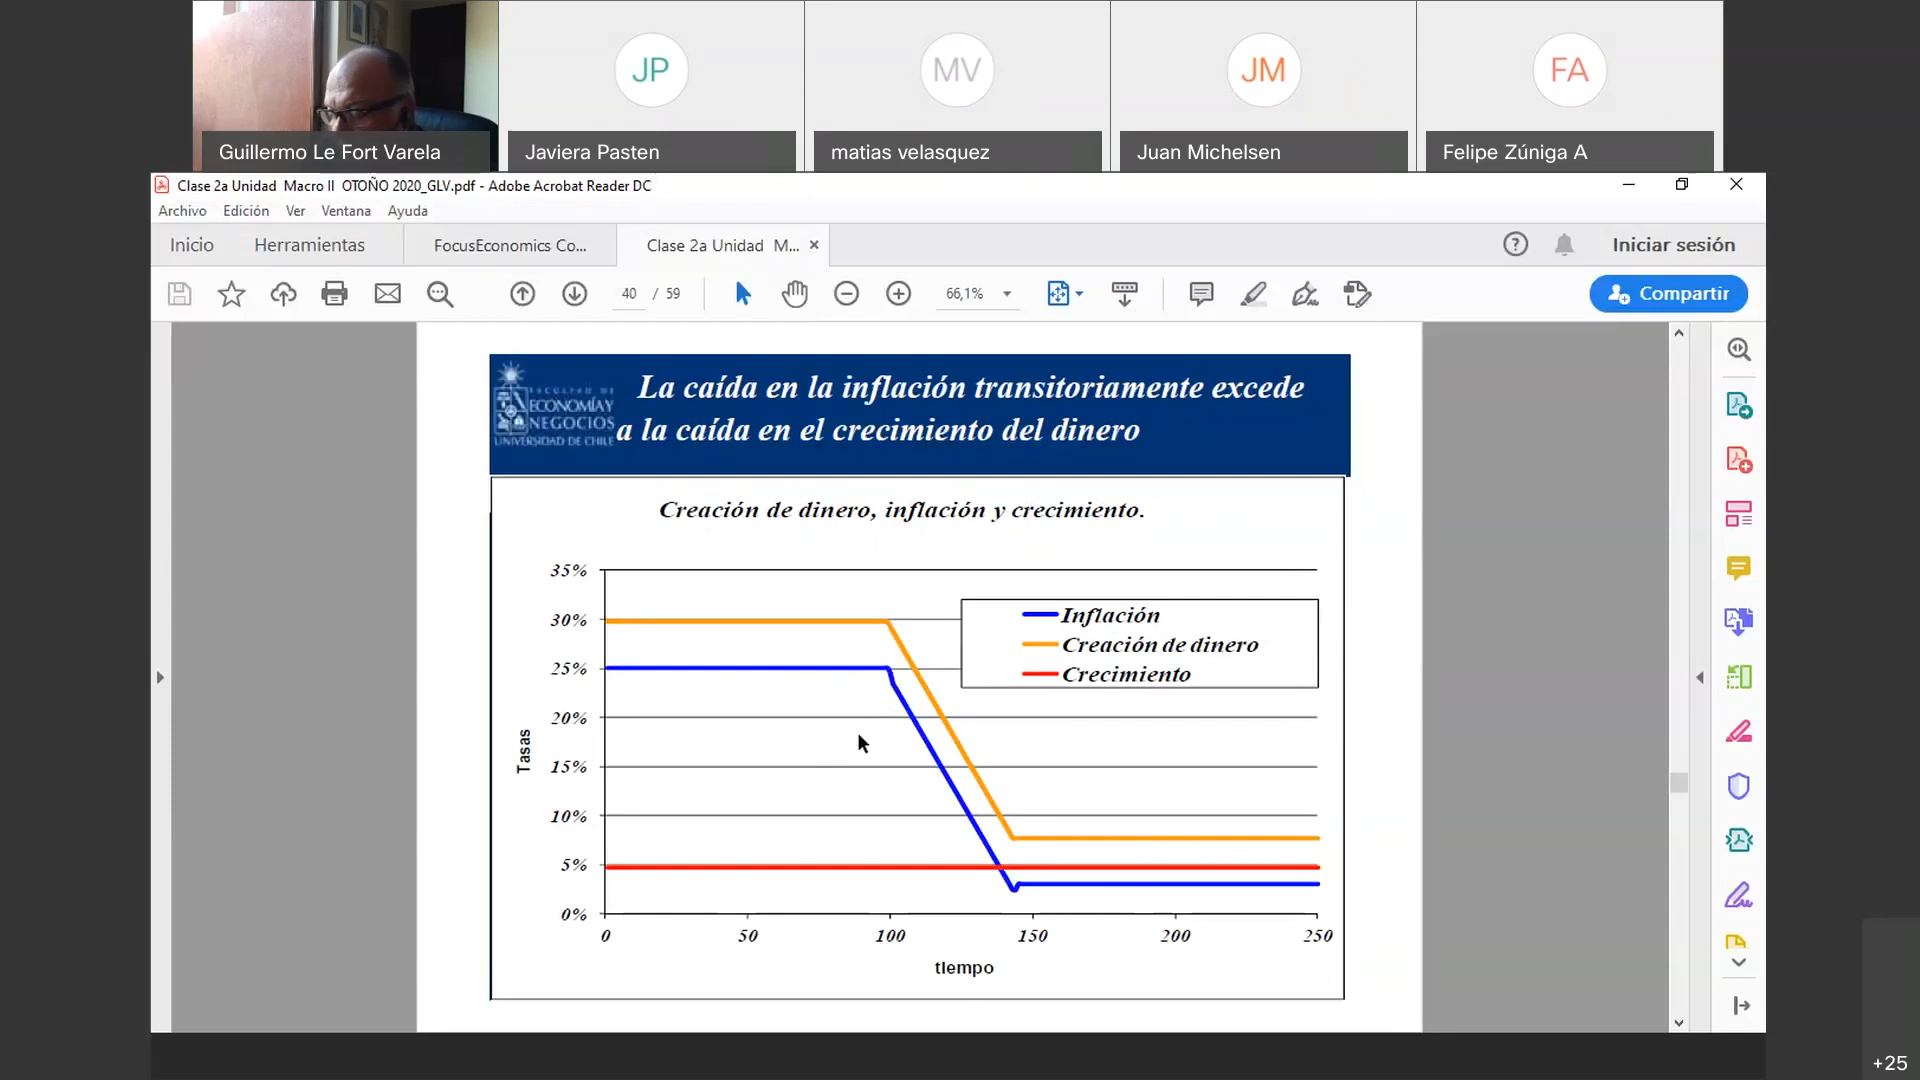 JP
MV
JM
FA
Guillermo Le Fort Varela
Javiera Pasten
matias velasquez
Juan Michelsen
Felipe Zúniga A
Clase 2a Unidad Macro II OTOÑO 2020_GLV.pdf - Adobe Acrobat Reader DC
Archivo Edición Ver Ventana Ayuda
Inicio Herramientas FocusEconomics Co... Clase 2a Unidad M... Iniciar sesión
40 / 59 66,1% Compartir
La caída en la inflación transitoriamente excede
a la caída en el crecimiento del dinero
FACULTAD DE
ECONOMÍA Y
NEGOCIOS
UNIVERSIDAD DE CHILE
Creación de dinero, inflación y crecimiento.
35%
30%
25%
20%
15%
10%
5%
0%
Tasas
Inflación
Creación de dinero
Crecimiento
0 50 100 150 200 250
tIempo
+25